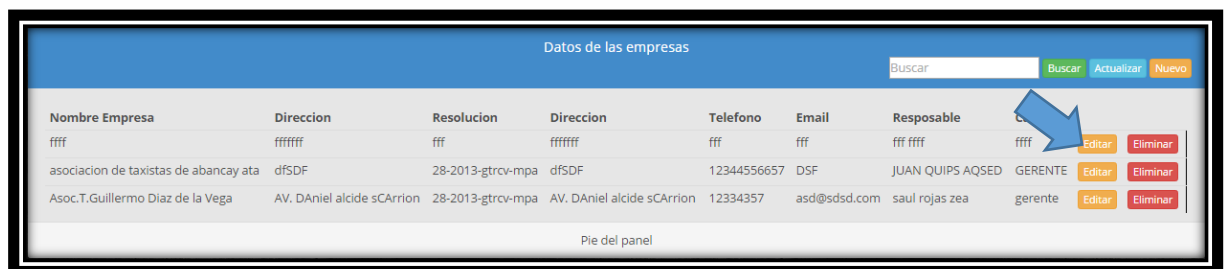 Datos de las empresas
Buscar Buscar Actualizar Nuevo
Nombre Empresa Direccion Resolucion Direccion Telefono Email Resposable
ffff fffffff fff fffffff fff fff fff ffff ffff Editar Eliminar
asociacion de taxistas de abancay ata dfSDF 28-2013-gtrcv-mpa dfSDF 12344556657 DSF JUAN QUIPS AQSED GERENTE Editar Eliminar
Asoc.T.Guillermo Diaz de la Vega AV. DAniel alcide sCArrion 28-2013-gtrcv-mpa AV. DAniel alcide sCArrion 12334357 asd@sdsd.com saul rojas zea gerente Editar Eliminar
Pie del panel